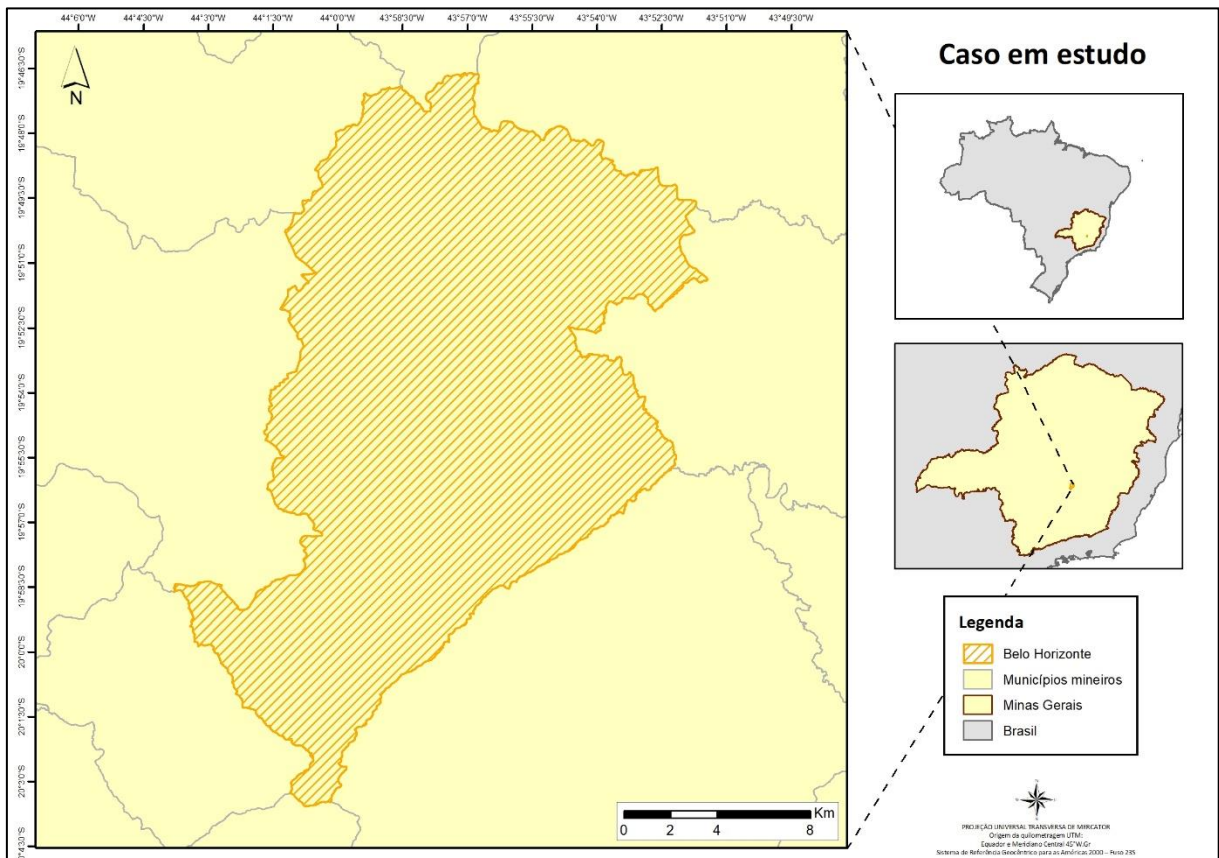 44°6'0"W 44°4'40"W 44°3'0"W 44°1'30"W 44°0'0"W 43°58'30"W 43°57'0"W 43°55'30"W 43°54'0"W 43°52'30"W 43°51'0"W 43°49'30"W
Caso em estudo
N
19°46'30"S
19°48'0"S
19°49'30"S
19°51'0"S
19°52'30"S
19°54'0"S
19°55'30"S
19°57'0"S
19°58'30"S
20°0'0"S
20°1'30"S
20°3'0"S
20°4'30"S
Legenda
Belo Horizonte
Municípios mineiros
Minas Gerais
Brasil
Km
0 2 4 8
PROJEÇÃO UNIVERSAL TRANSVERSA DE MERCATOR
Origem da quilometragem UTM:
Equador e Meridiano Central 45°W.Gr
Sistema de Referência Geocêntrico para as Américas 2000 – Fuso 23S